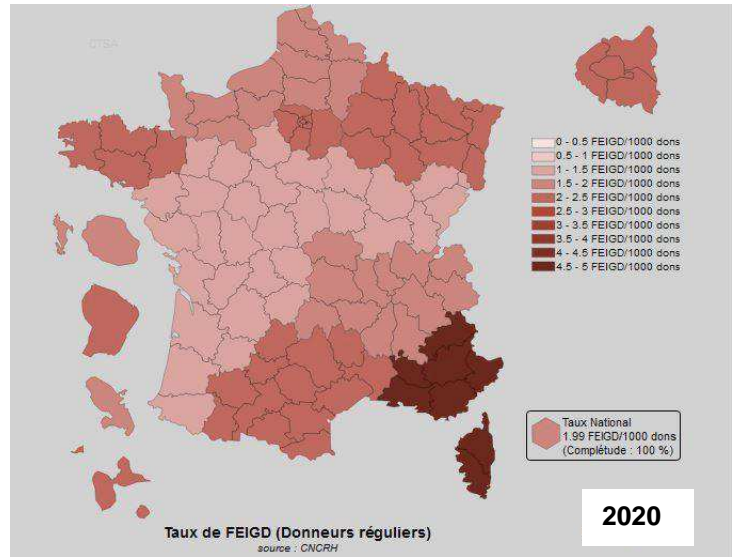 CTSA
0 - 0.5 FEIGD/1000 dons
0.5 - 1 FEIGD/1000 dons
1 - 1.5 FEIGD/1000 dons
1.5 - 2 FEIGD/1000 dons
2 - 2.5 FEIGD/1000 dons
2.5 - 3 FEIGD/1000 dons
3 - 3.5 FEIGD/1000 dons
3.5 - 4 FEIGD/1000 dons
4 - 4.5 FEIGD/1000 dons
4.5 - 5 FEIGD/1000 dons
Taux National
1.99 FEIGD/1000 dons
(Complétude : 100 %)
2020
Taux de FEIGD (Donneurs réguliers)
source : CNCRH